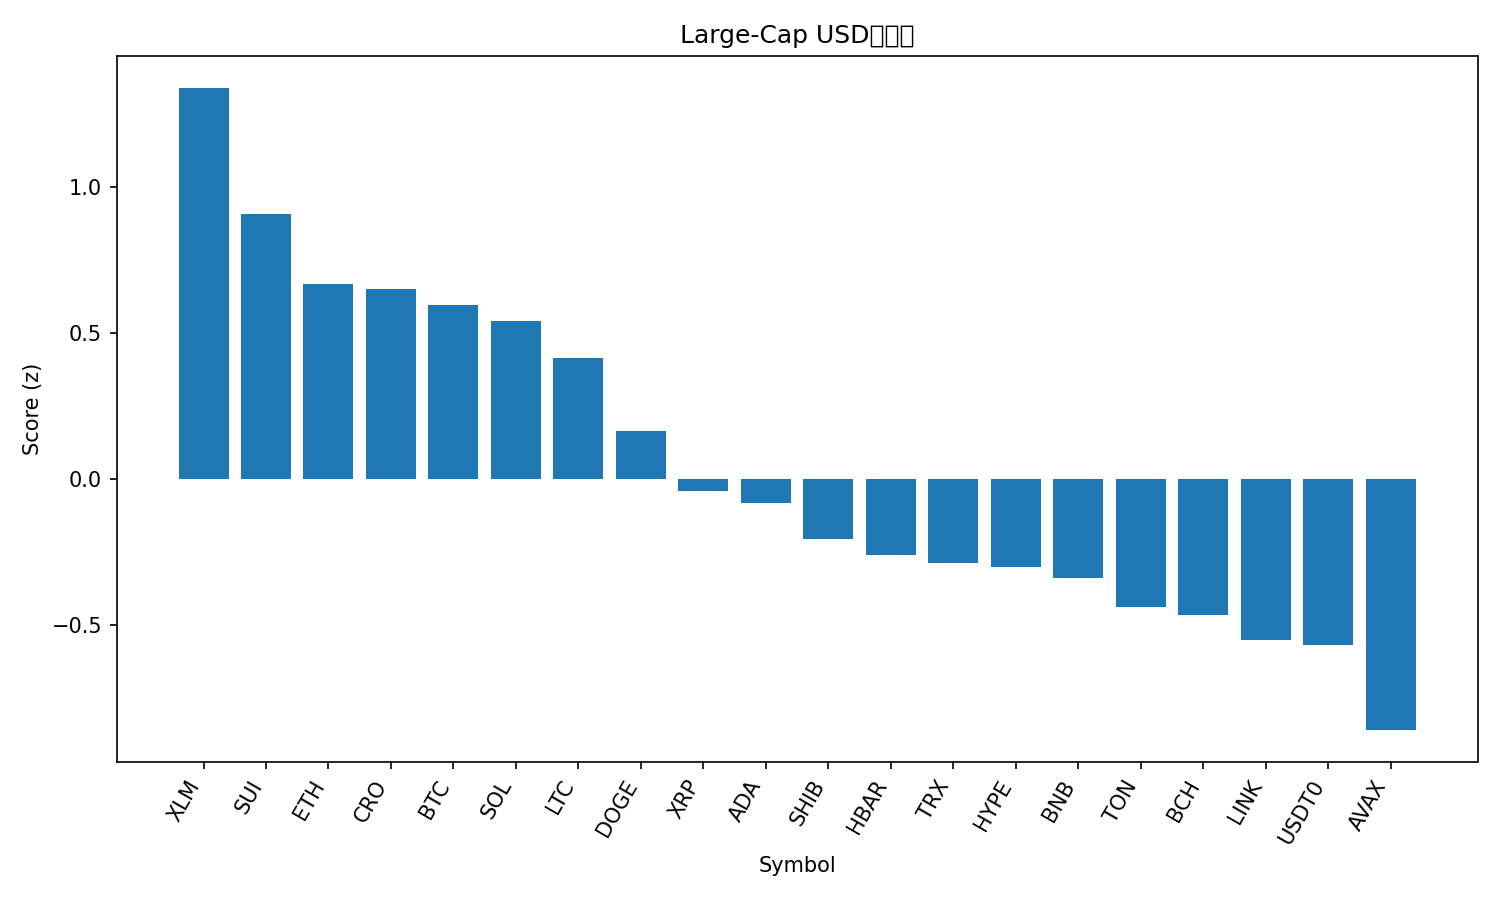 Large-Cap USD
Score (z)
1.0
0.5
0.0
−0.5
XLM
SUI
ETH
CRO
BTC
SOL
LTC
DOGE
XRP
ADA
SHIB
HBAR
TRX
HYPE
BNB
TON
BCH
LINK
USDT0
AVAX
Symbol